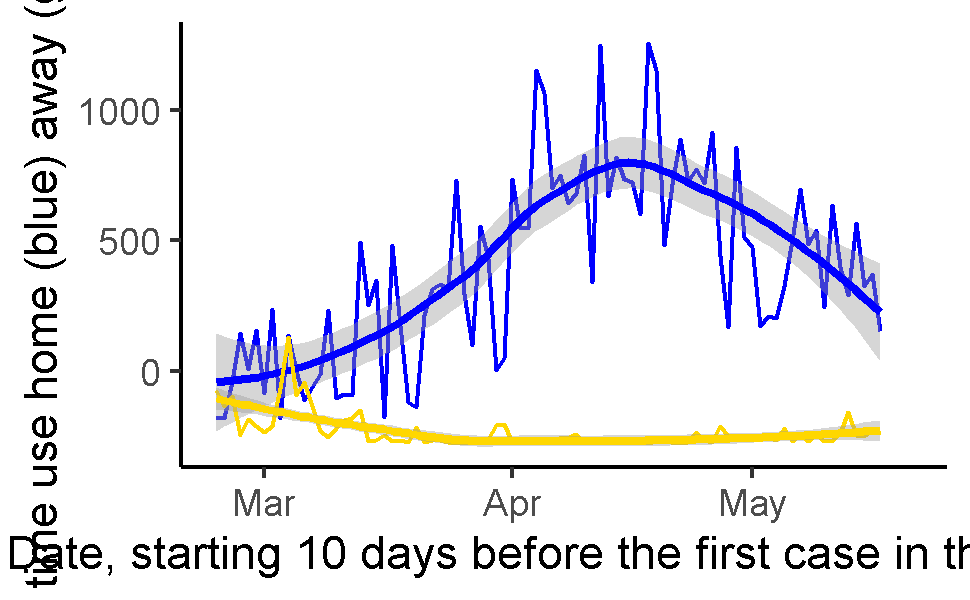 time use home (blue) away (
1000
500
0
Mar Apr May
Date, starting 10 days before the first case in th